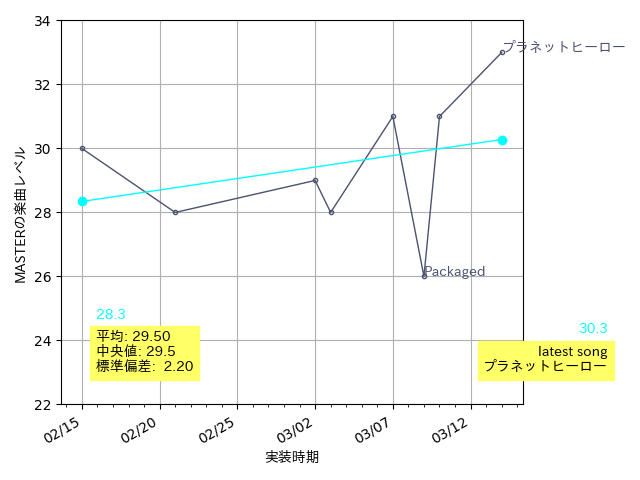 34
プラネットヒーロー
32
30
28
26
Packaged
24
22
MASTERの楽曲レベル
28.3
平均: 29.50
中央値: 29.5
標準偏差: 2.20
30.3
latest song
プラネットヒーロー
02/15
02/20
02/25
03/02
03/07
03/12
実装時期